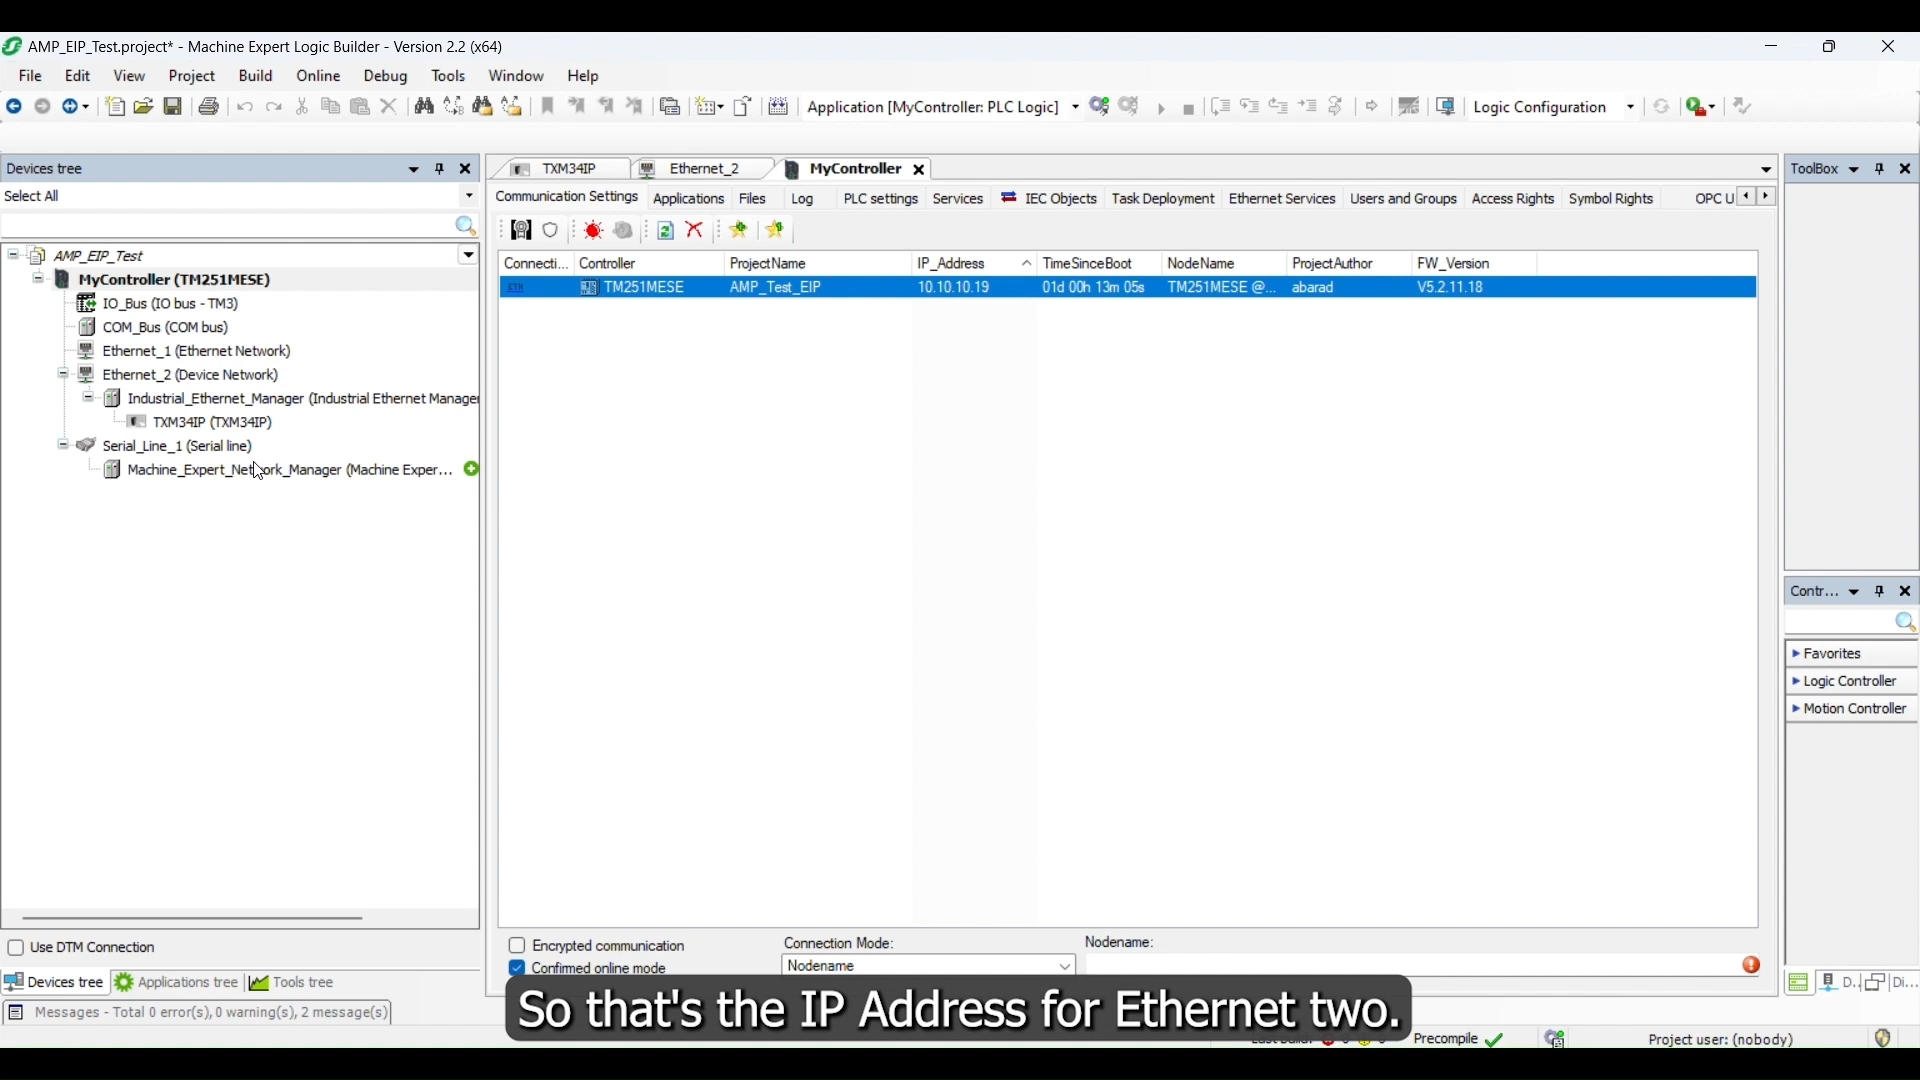 AMP_EIP_Test.project* - Machine Expert Logic Builder - Version 2.2 (x64)
File Edit View Project Build Online Debug Tools Window Help
Application [MyController: PLC Logic] Logic Configuration
Devices tree
Select All
AMP_EIP_Test
MyController (TM251MESE)
IO_Bus (IO bus - TM3)
COM_Bus (COM bus)
Ethernet_1 (Ethernet Network)
Ethernet_2 (Device Network)
Industrial_Ethernet_Manager (Industrial Ethernet Manager
TXM34IP (TXM34IP)
Serial_Line_1 (Serial line)
Machine_Expert_Network_Manager (Machine Exper...
Use DTM Connection
Devices tree Applications tree Tools tree
Messages - Total 0 error(s), 0 warning(s), 2 message(s)
TXM34IP Ethernet_2 MyController
Communication Settings Applications Files Log PLC settings Services IEC Objects Task Deployment Ethernet Services Users and Groups Access Rights Symbol Rights OPC U
Connecti... Controller ProjectName IP_Address TimeSinceBoot NodeName ProjectAuthor FW_Version
ETH TM251MESE AMP_Test_EIP 10.10.10.19 01d 00h 13m 05s TM251MESE @... abarad V5.2.11.18
Encrypted communication Connection Mode: Nodename:
Confirmed online mode Nodename
So that's the IP Address for Ethernet two.
Precompile Project user: (nobody)
ToolBox
Contr...
Favorites
Logic Controller
Motion Controller
D... Di...